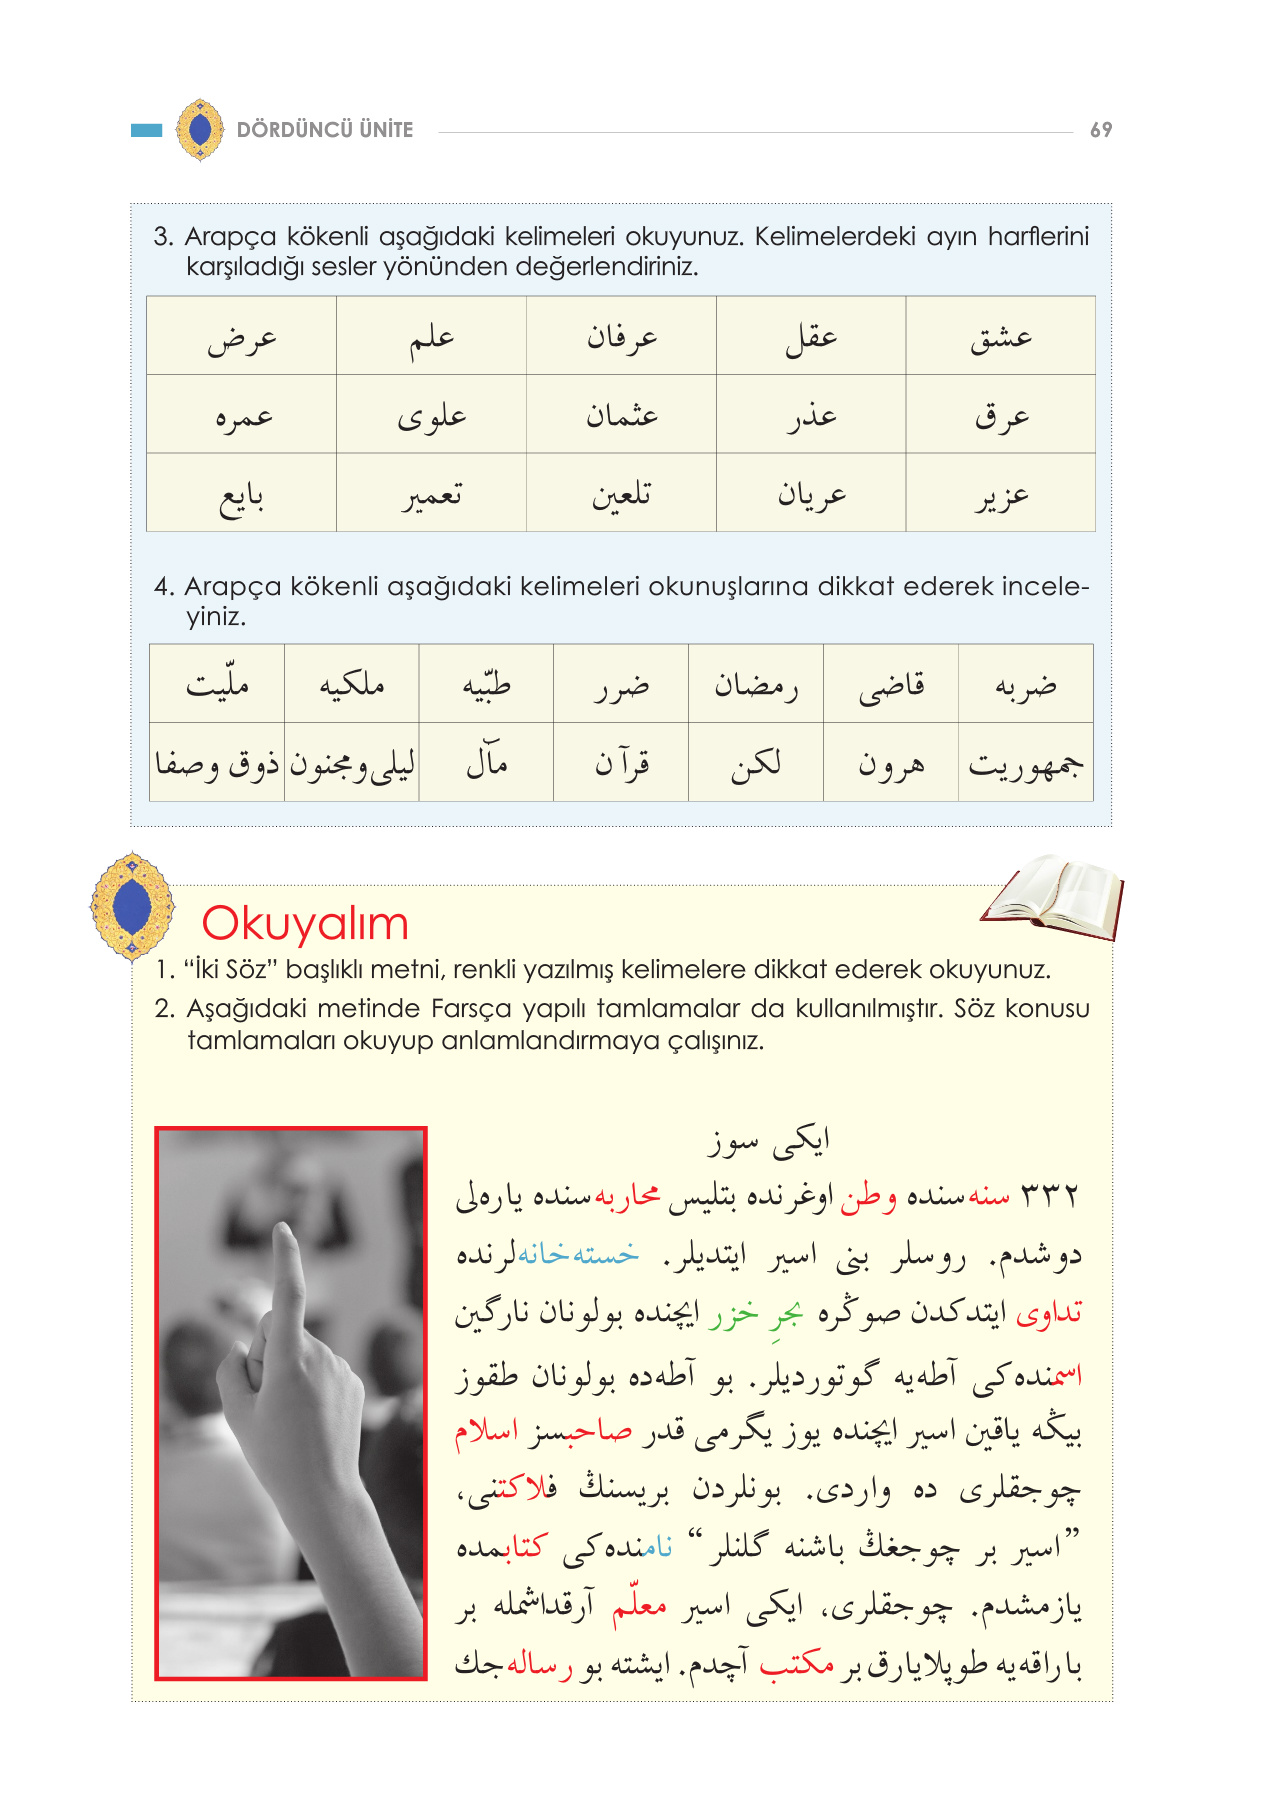 DÖRDÜNCÜ ÜNİTE 69
3. Arapça kökenli aşağıdaki kelimeleri okuyunuz. Kelimelerdeki ayın harflerini
karşıladığı sesler yönünden değerlendiriniz.
عشق عقل عرفان علم عرض
عرق عذر عثمان علوی عمره
عزیر عریان تلعین تعمیر بایع
4. Arapça kökenli aşağıdaki kelimeleri okunuşlarına dikkat ederek incele-
yiniz.
ضربه قاضی رمضان ضرر طبّیه ملکیه ملّیت
جمهوریت هرون لکن قرآن مآل لیلی و مجنون ذوق و صفا
Okuyalım
1. “İki Söz” başlıklı metni, renkli yazılmış kelimelere dikkat ederek okuyunuz.
2. Aşağıdaki metinde Farsça yapılı tamlamalar da kullanılmıştır. Söz konusu
tamlamaları okuyup anlamlandırmaya çalışınız.
ایکی سوز
٣٣٢ سنه سنده وطن اوغرنده بتلیس محاربه سنده یاره‌لی
دوشدم. روسلر بنی اسیر ایتدیلر. خسته‌خانه‌لرنده
تداوی ایتدکدن صوڭره بحرِ خزر ایچنده بولونان نارگین
اسمنده‌کی آطه‌یه گوتوردیلر. بو آطه‌ده بولونان طقوز
بیڭه یاقین اسیر ایچنده یوز یگرمی قدر صاحبسز اسلام
چوجقلری ده واردی. بونلردن بریسنڭ فلاکتنی،
”اسیر بر چوجغڭ باشنه گلنلر“ نامنده‌کی کتابمده
یازمشدم. چوجقلری، ایکی اسیر معلّم آرقداشمله بر
باراقه‌یه طوپلایارق بر مکتب آچدم. ایشته بو رساله‌جك